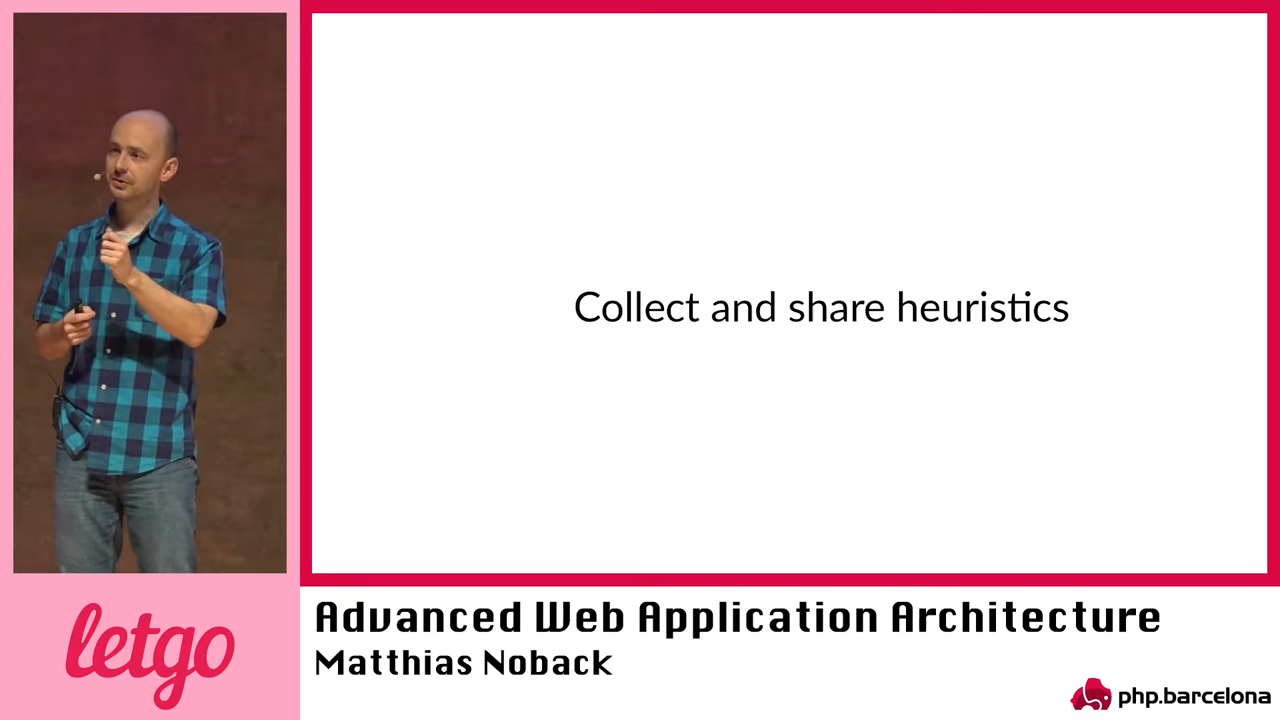 Collect and share heuristics
letgo
Advanced Web Application Architecture
Matthias Noback
php.barcelona